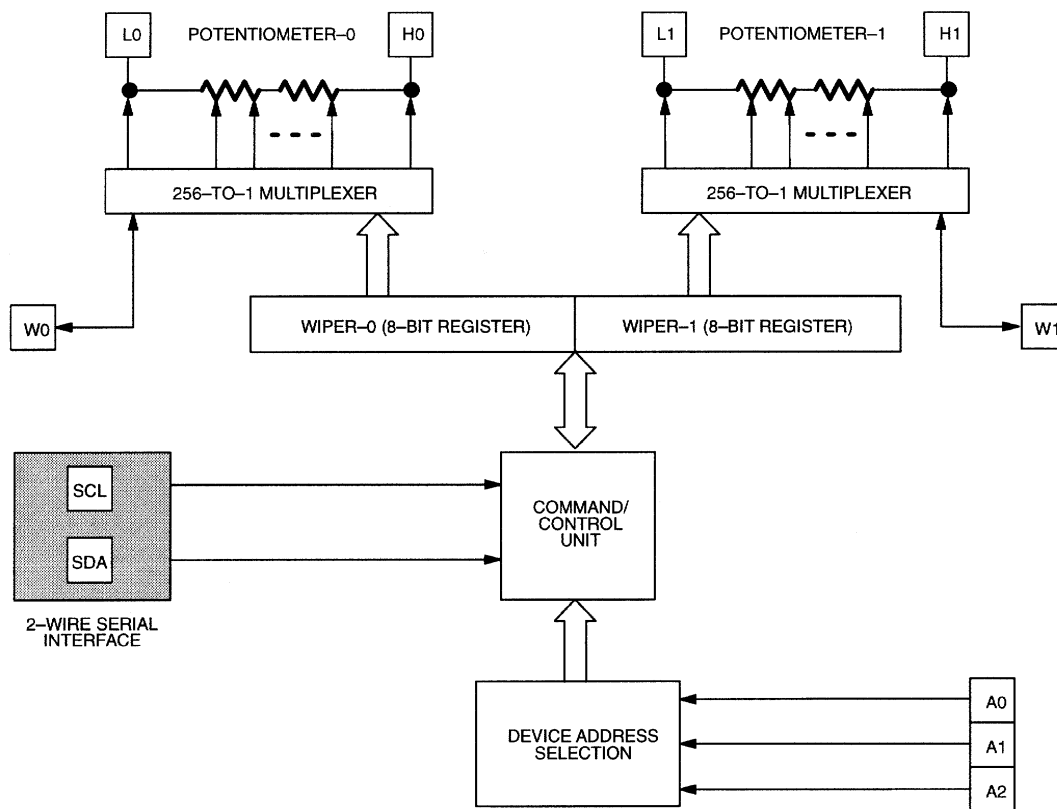 L0
POTENTIOMETER–0
H0
L1
POTENTIOMETER–1
H1
256–TO–1 MULTIPLEXER
256–TO–1 MULTIPLEXER
W0
WIPER–0 (8–BIT REGISTER)
WIPER–1 (8–BIT REGISTER)
W1
SCL
SDA
2–WIRE SERIAL
INTERFACE
COMMAND/
CONTROL
UNIT
DEVICE ADDRESS
SELECTION
A0
A1
A2